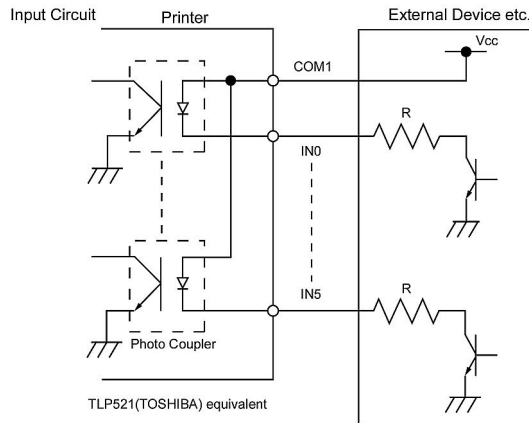 Input Circuit
Printer
External Device etc.
Vcc
COM1
R
IN0
IN5
R
Photo Coupler
TLP521(TOSHIBA) equivalent